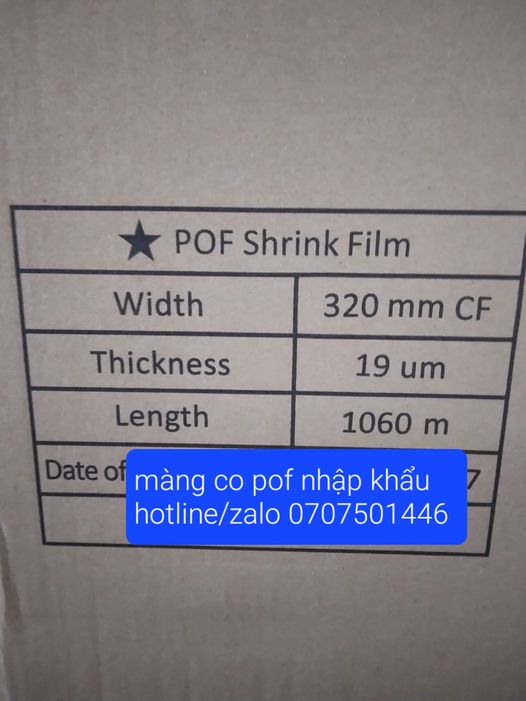 ★ POF Shrink Film
Width 320 mm CF
Thickness 19 um
Length 1060 m
Date of 7
màng co pof nhập khẩu
hotline/zalo 0707501446